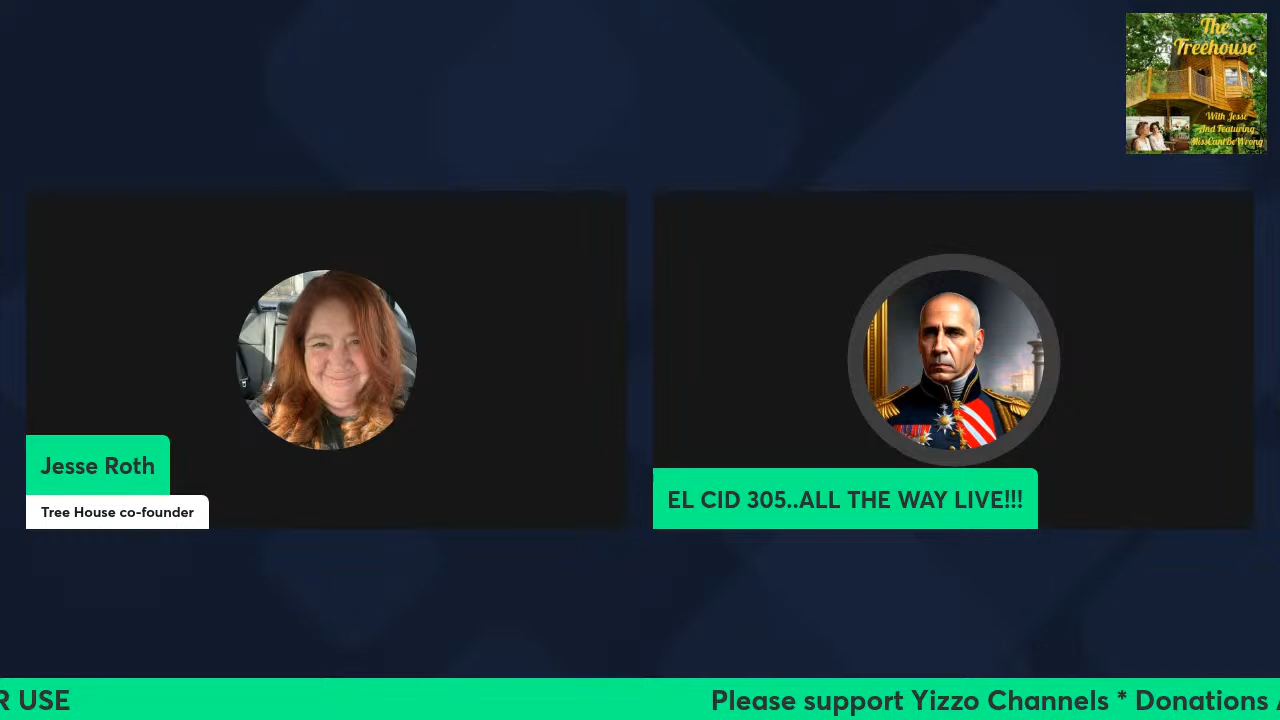 The
Treehouse
With Jesse
And Featuring
MissCantBeWrong
Jesse Roth
Tree House co-founder
EL CID 305..ALL THE WAY LIVE!!!
R USE
Please support Yizzo Channels * Donations